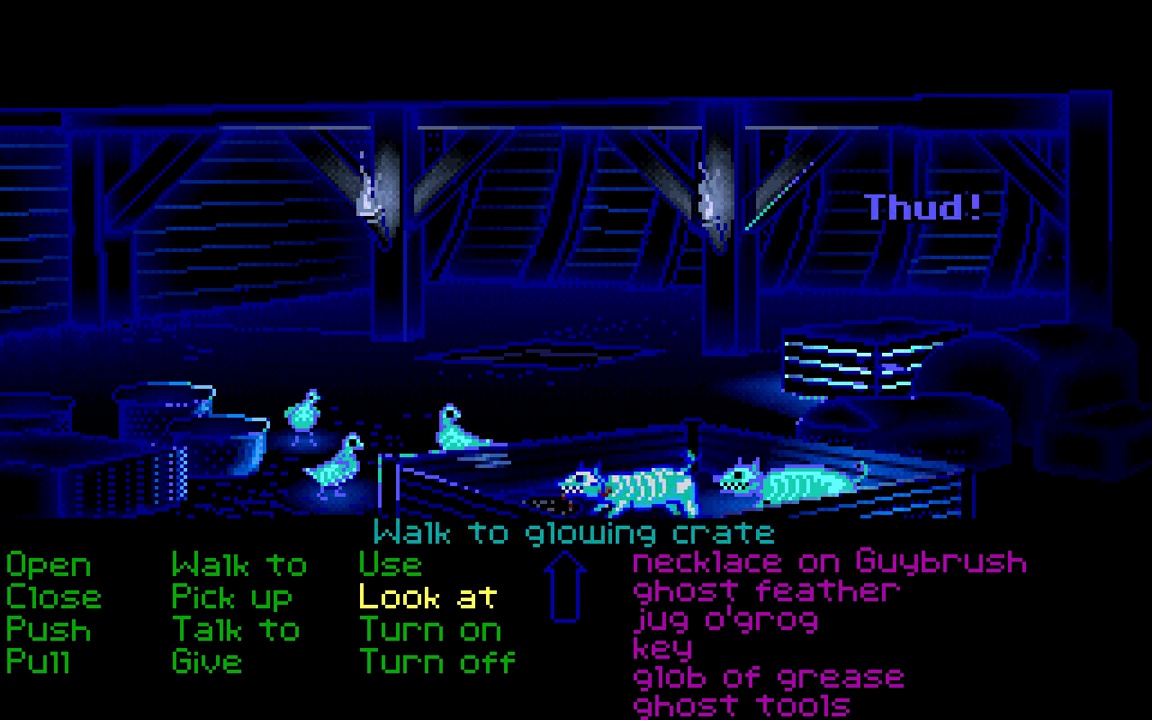 Thud!
Walk to glowing crate
Open Walk to Use
Close Pick up Look at
Push Talk to Turn on
Pull Give Turn off
necklace on Guybrush
ghost feather
jug o'grog
key
glob of grease
ghost tools